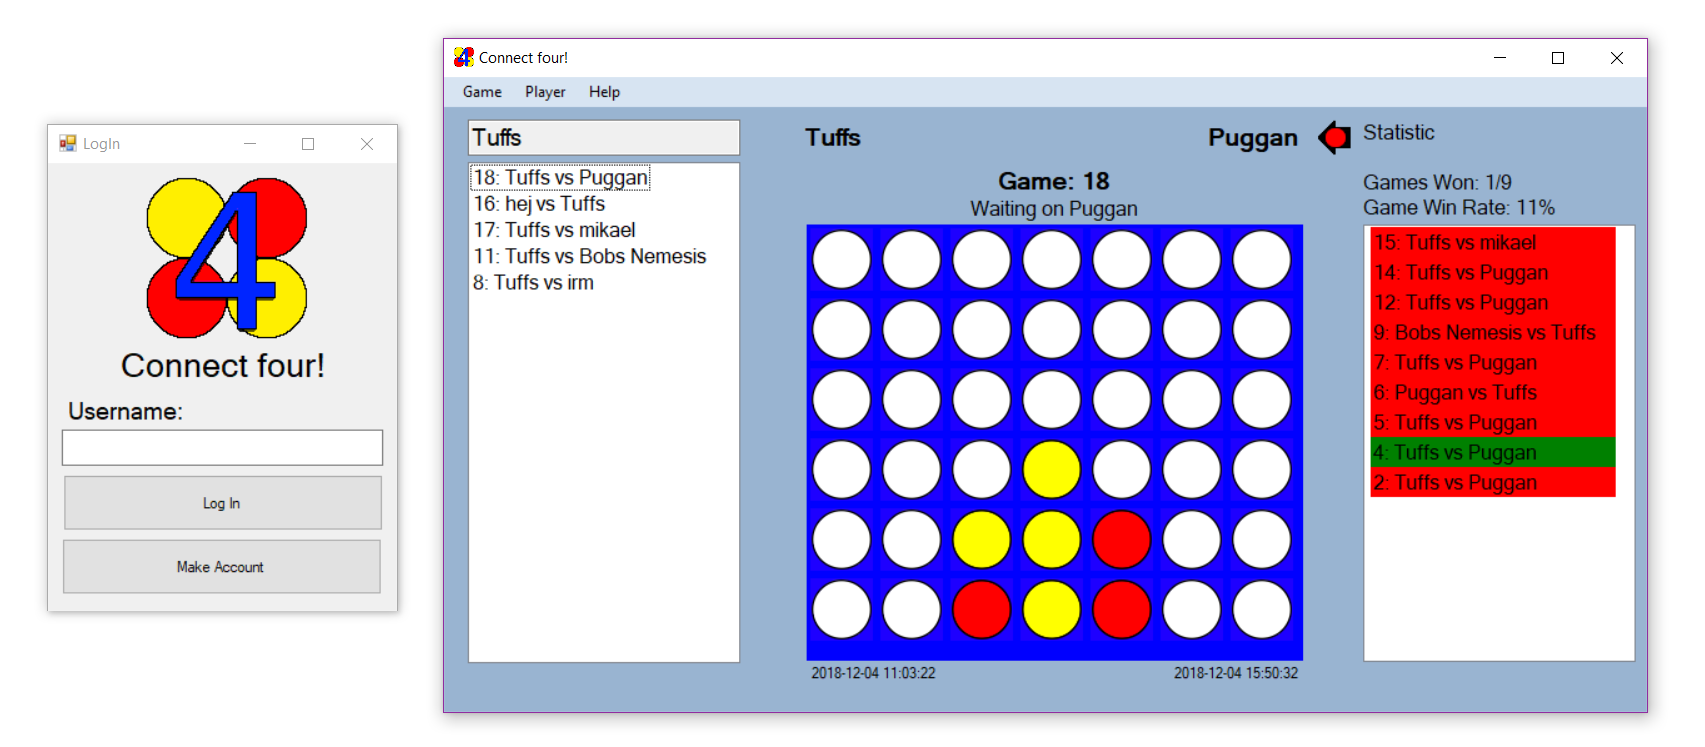 LogIn
4
Connect four!
Username:
Log In
Make Account
4 Connect four!
Game Player Help
Tuffs
18: Tuffs vs Puggan
16: hej vs Tuffs
17: Tuffs vs mikael
11: Tuffs vs Bobs Nemesis
8: Tuffs vs irm
Tuffs
Puggan
Game: 18
Waiting on Puggan
2018-12-04 11:03:22
2018-12-04 15:50:32
Statistic
Games Won: 1/9
Game Win Rate: 11%
15: Tuffs vs mikael
14: Tuffs vs Puggan
12: Tuffs vs Puggan
9: Bobs Nemesis vs Tuffs
7: Tuffs vs Puggan
6: Puggan vs Tuffs
5: Tuffs vs Puggan
4: Tuffs vs Puggan
2: Tuffs vs Puggan